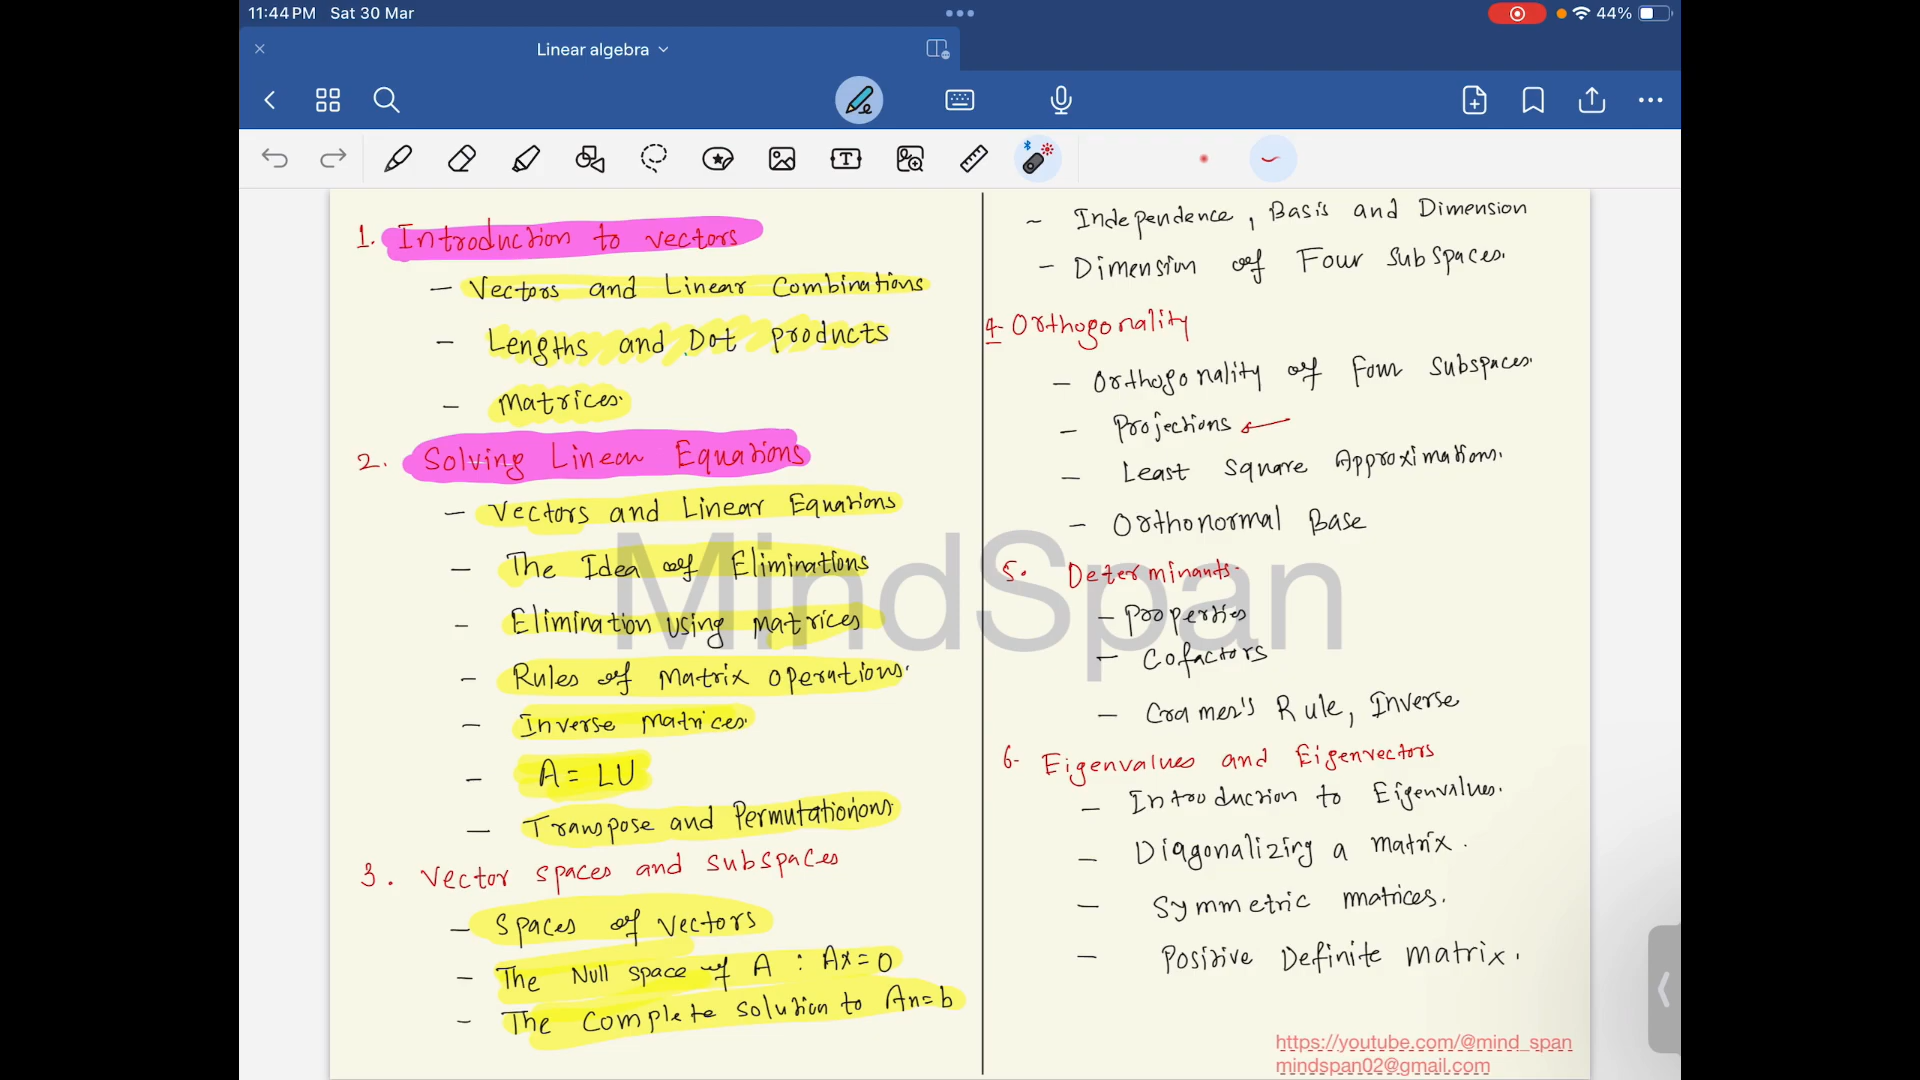 11:44 PM Sat 30 Mar
44%
Linear algebra
1. Introduction to vectors
- Vectors and Linear Combinations
- Lengths and Dot products
- Matrices.
2. Solving Linear Equations
- Vectors and Linear Equations
- The Idea of Eliminations
- Elimination using matrices
- Rules of matrix operations.
- Inverse matrices.
- A = LU
- Transpose and Permutationons.
3. Vector spaces and subspaces
- Spaces of vectors
- The Null space of A : Ax=0
- The Complete solution to Ax=b
- Independence, Basis and Dimension
- Dimension of Four Subspaces.
4- Orthogonality
- Orthogonality of Four Subspaces.
- Projections
- Least Square Approximations.
- Orthonormal Base
5. Determinants.
- Properties
- Cofactors
- Cramer's Rule, Inverse
6- Eigenvalues and Eigenvectors
- Introduction to Eigenvalues.
- Diagonalizing a matrix.
- Symmetric matrices.
- Positive Definite matrix.
MindSpan
https://youtube.com/@mind_span
mindspan02@gmail.com